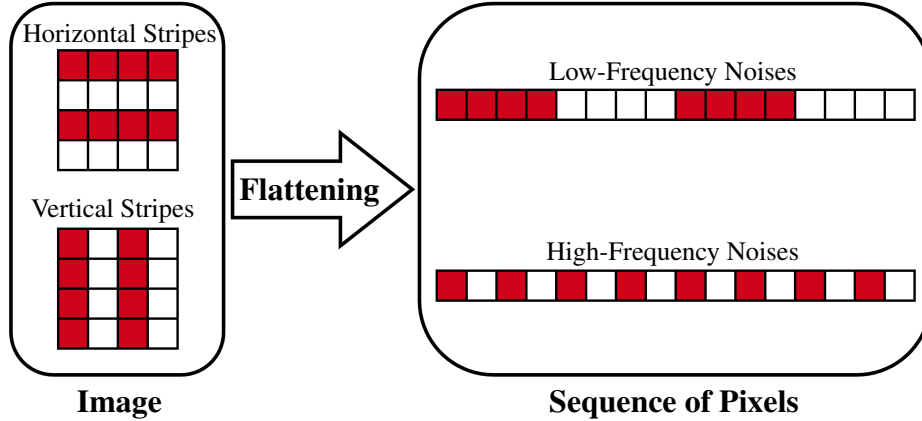 Horizontal Stripes
Vertical Stripes
Image
Flattening
Low-Frequency Noises
High-Frequency Noises
Sequence of Pixels